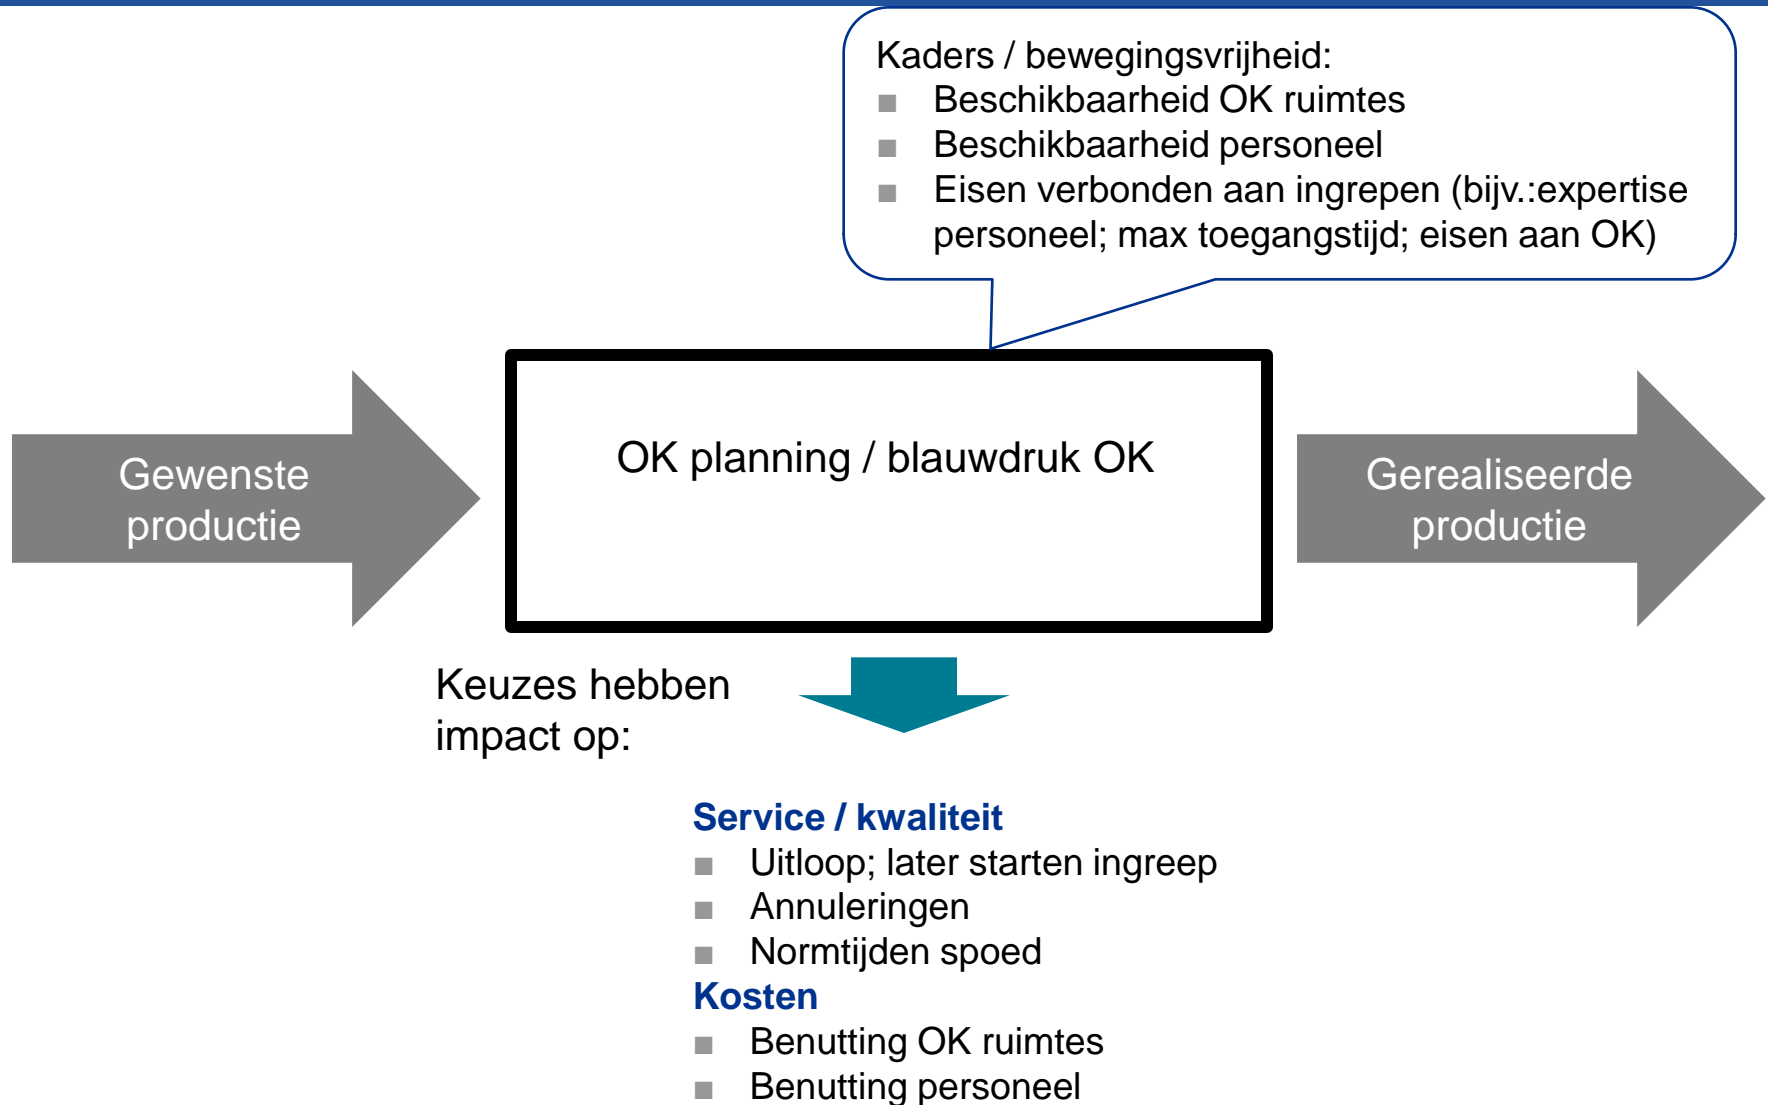 Kaders / bewegingsvrijheid:
■ Beschikbaarheid OK ruimtes
■ Beschikbaarheid personeel
■ Eisen verbonden aan ingrepen (bijv.:expertise
personeel; max toegangstijd; eisen aan OK)
Gewenste
productie
OK planning / blauwdruk OK
Gerealiseerde
productie
Keuzes hebben
impact op:
Service / kwaliteit
■ Uitloop; later starten ingreep
■ Annuleringen
■ Normtijden spoed
Kosten
■ Benutting OK ruimtes
■ Benutting personeel